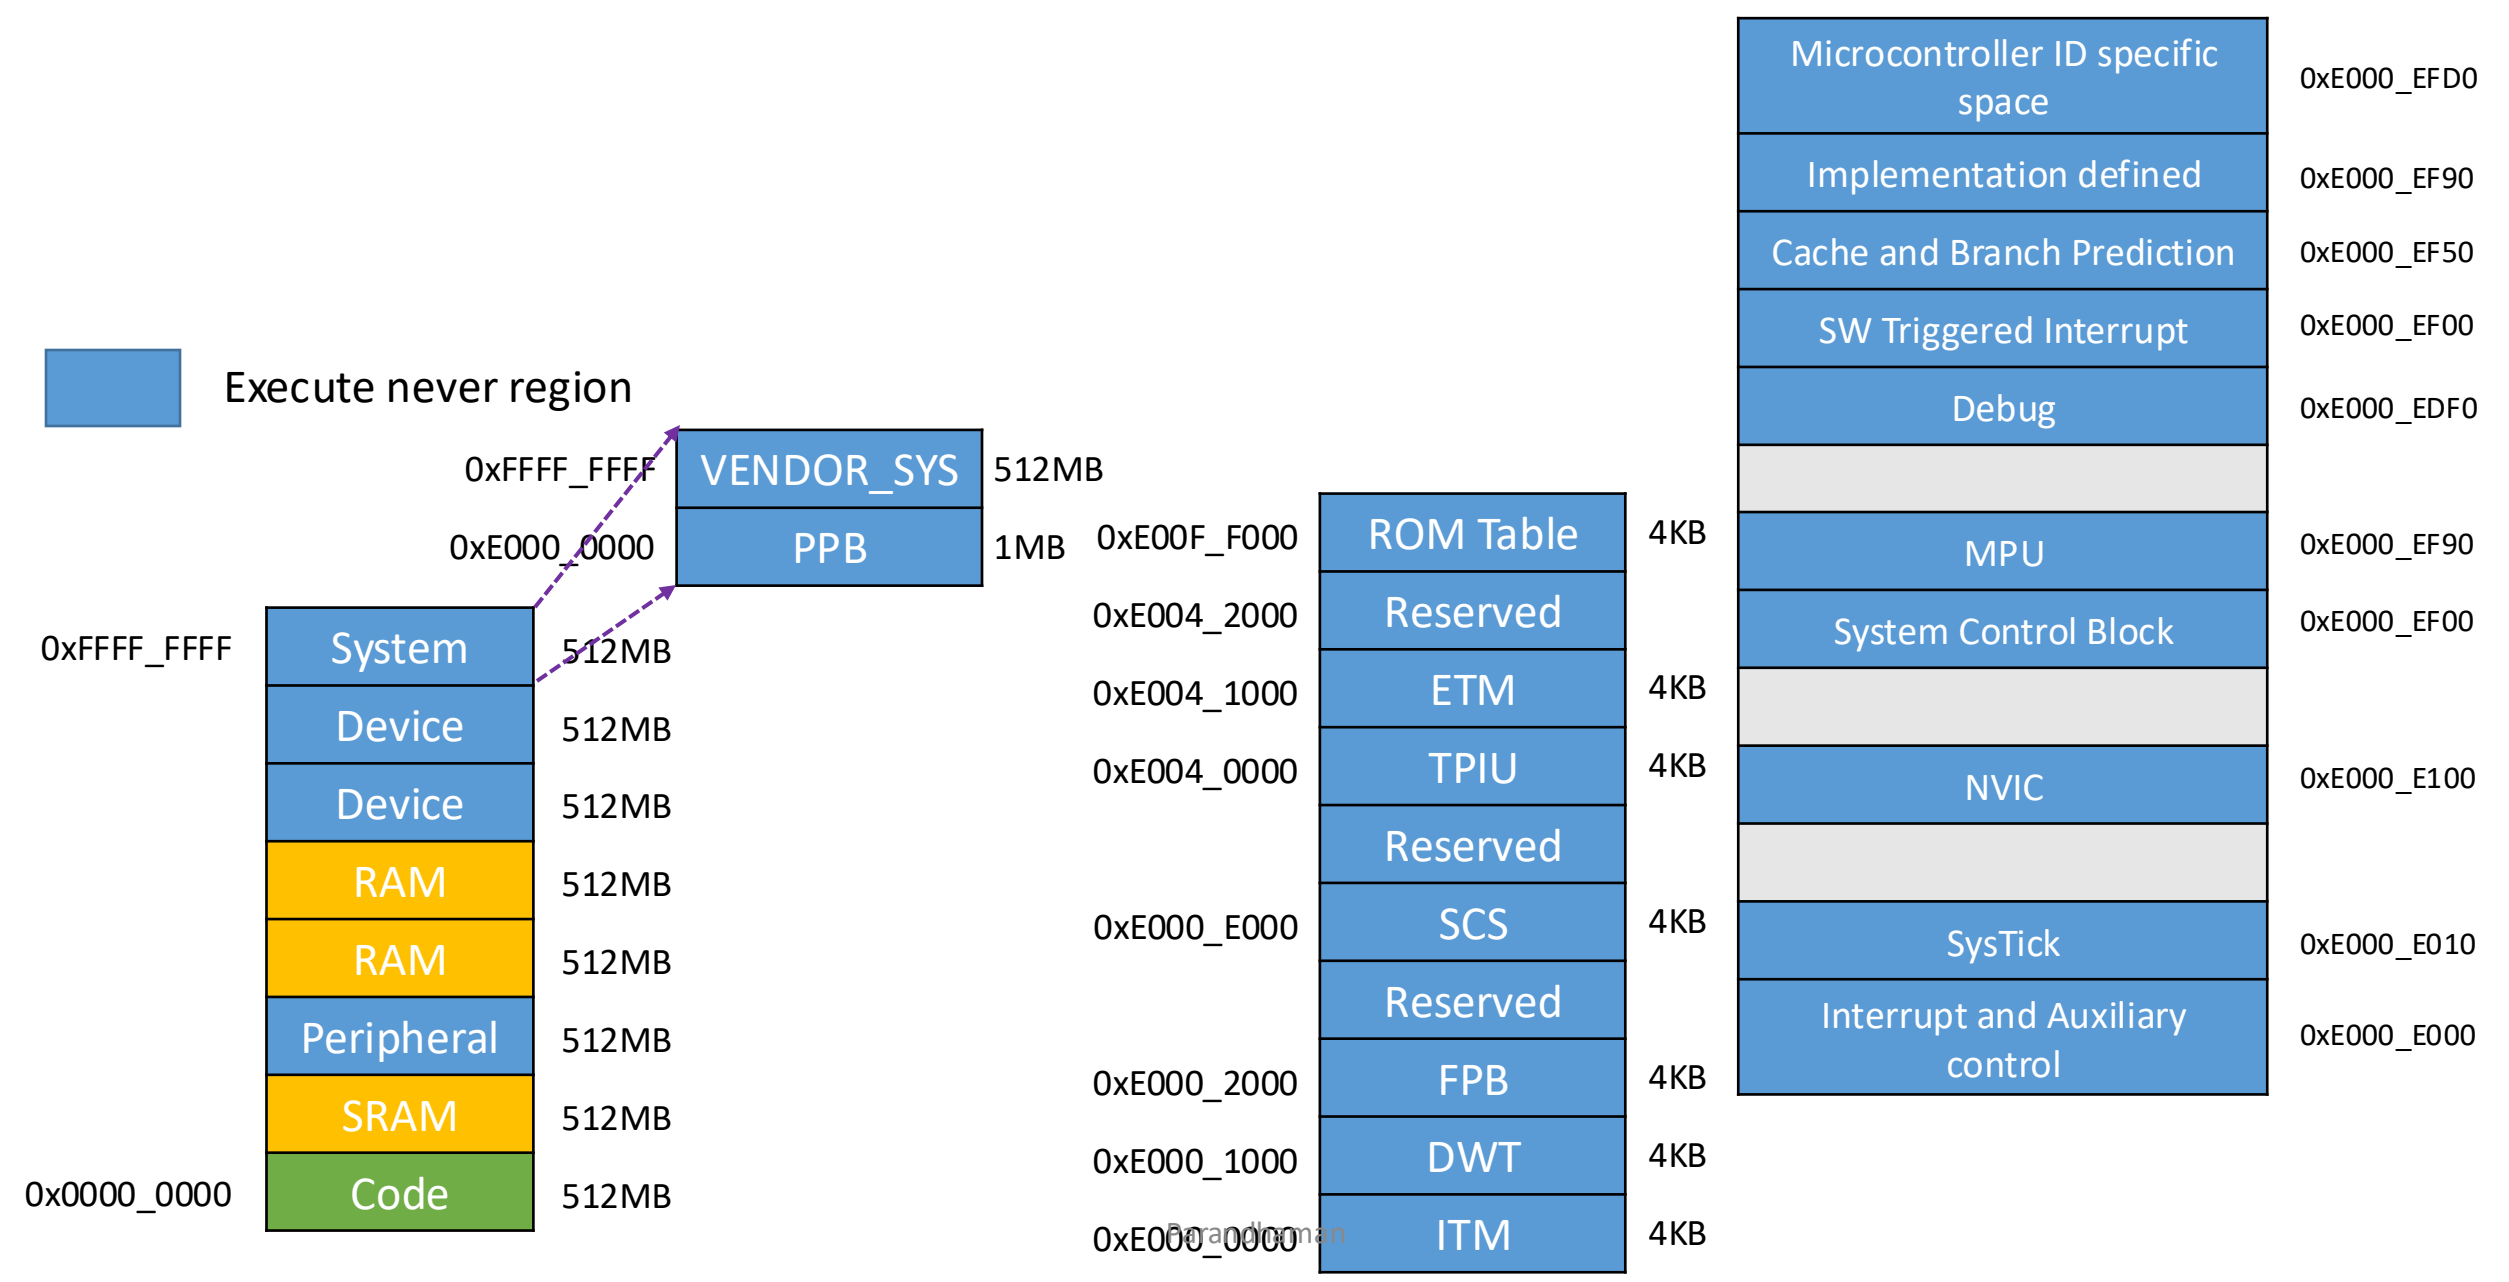 Execute never region
0xFFFF_FFFF
System
512MB
Device
512MB
Device
512MB
RAM
512MB
RAM
512MB
Peripheral
512MB
SRAM
512MB
0x0000_0000
Code
512MB
0xFFFF_FFFF
VENDOR_SYS
512MB
0xE000_0000
PPB
1MB
0xE00F_F000
ROM Table
4KB
0xE004_2000
Reserved
0xE004_1000
ETM
4KB
0xE004_0000
TPIU
4KB
Reserved
0xE000_E000
SCS
4KB
Reserved
0xE000_2000
FPB
4KB
0xE000_1000
DWT
4KB
0xE000_0000
ITM
4KB
Parandhaman
Microcontroller ID specific
space
0xE000_EFD0
Implementation defined
0xE000_EF90
Cache and Branch Prediction
0xE000_EF50
SW Triggered Interrupt
0xE000_EF00
Debug
0xE000_EDF0
MPU
0xE000_EF90
System Control Block
0xE000_EF00
NVIC
0xE000_E100
SysTick
0xE000_E010
Interrupt and Auxiliary
control
0xE000_E000